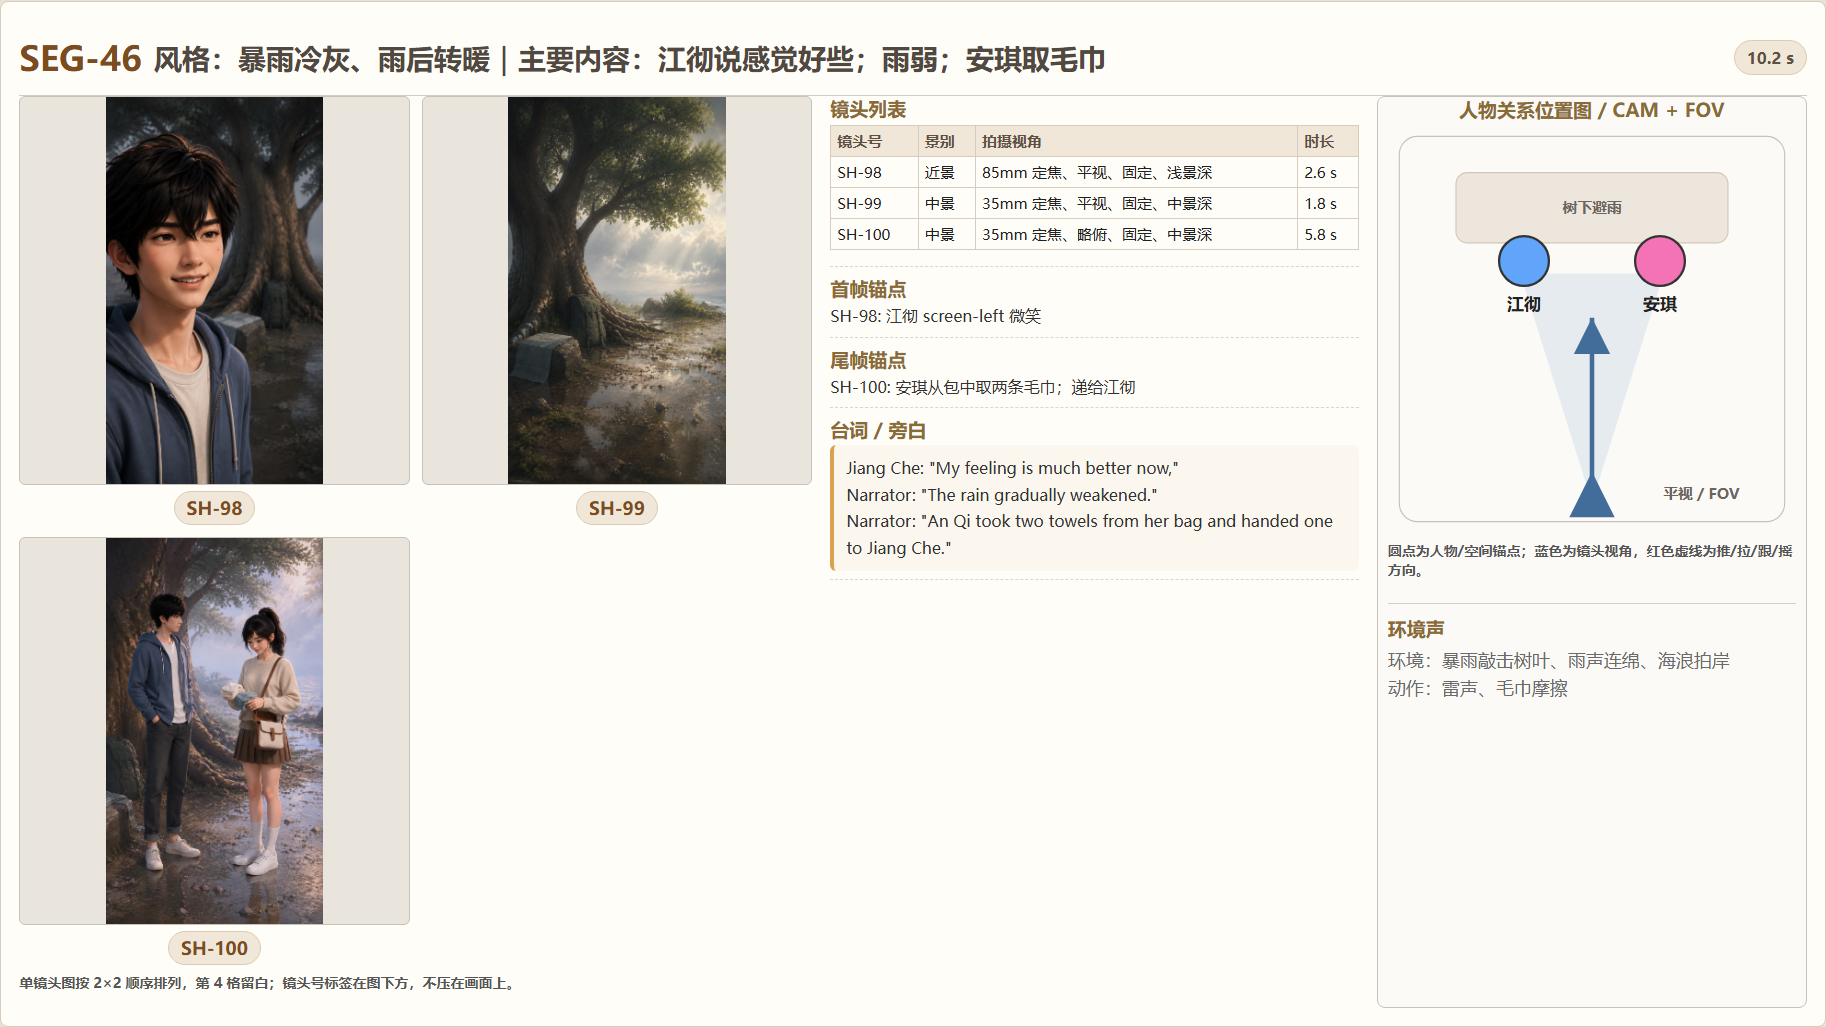 SEG-46 风格：暴雨冷灰、雨后转暖 | 主要内容：江彻说感觉好些；雨弱；安琪取毛巾
10.2 s
SH-98
SH-99
SH-100
单镜头图按 2×2 顺序排列，第 4 格留白；镜头号标签在图下方，不压在画面上。
镜头列表
镜头号 景别 拍摄视角 时长
SH-98 近景 85mm 定焦、平视、固定、浅景深 2.6 s
SH-99 中景 35mm 定焦、平视、固定、中景深 1.8 s
SH-100 中景 35mm 定焦、略俯、固定、中景深 5.8 s
首帧锚点
SH-98: 江彻 screen-left 微笑
尾帧锚点
SH-100: 安琪从包中取两条毛巾；递给江彻
台词 / 旁白
Jiang Che: "My feeling is much better now,"
Narrator: "The rain gradually weakened."
Narrator: "An Qi took two towels from her bag and handed one
to Jiang Che."
人物关系位置图 / CAM + FOV
树下避雨
江彻
安琪
平视 / FOV
圆点为人物/空间锚点；蓝色为镜头视角，红色虚线为推/拉/跟/摇
方向。
环境声
环境：暴雨敲击树叶、雨声连绵、海浪拍岸
动作：雷声、毛巾摩擦